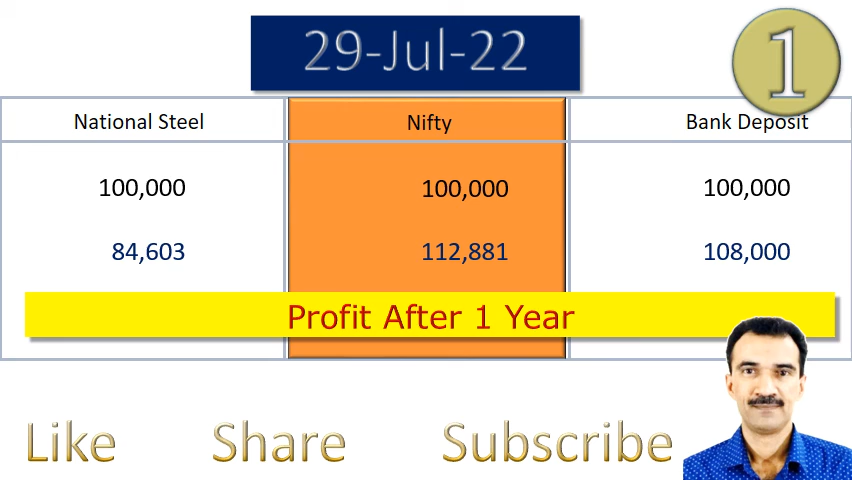 29-Jul-22
1
National Steel Nifty Bank Deposit
100,000 100,000 100,000
84,603 112,881 108,000
Profit After 1 Year
Like Share Subscribe